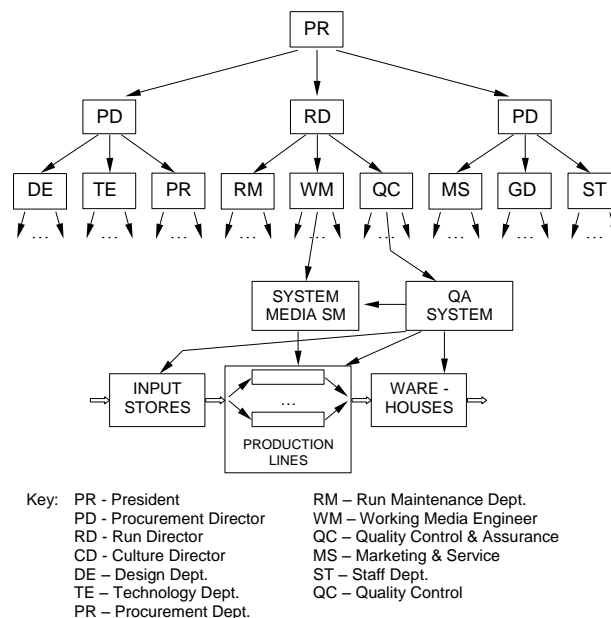 PR
PD
RD
PD
DE
TE
PR
RM
WM
QC
MS
GD
ST
... ... ... ... ... ... ... ... ...
SYSTEM
MEDIA SM
QA
SYSTEM
INPUT
STORES
...
PRODUCTION
LINES
WARE -
HOUSES
Key:
PR - President
PD - Procurement Director
RD - Run Director
CD - Culture Director
DE – Design Dept.
TE – Technology Dept.
PR – Procurement Dept.
RM – Run Maintenance Dept.
WM – Working Media Engineer
QC – Quality Control & Assurance
MS – Marketing & Service
ST – Staff Dept.
QC – Quality Control